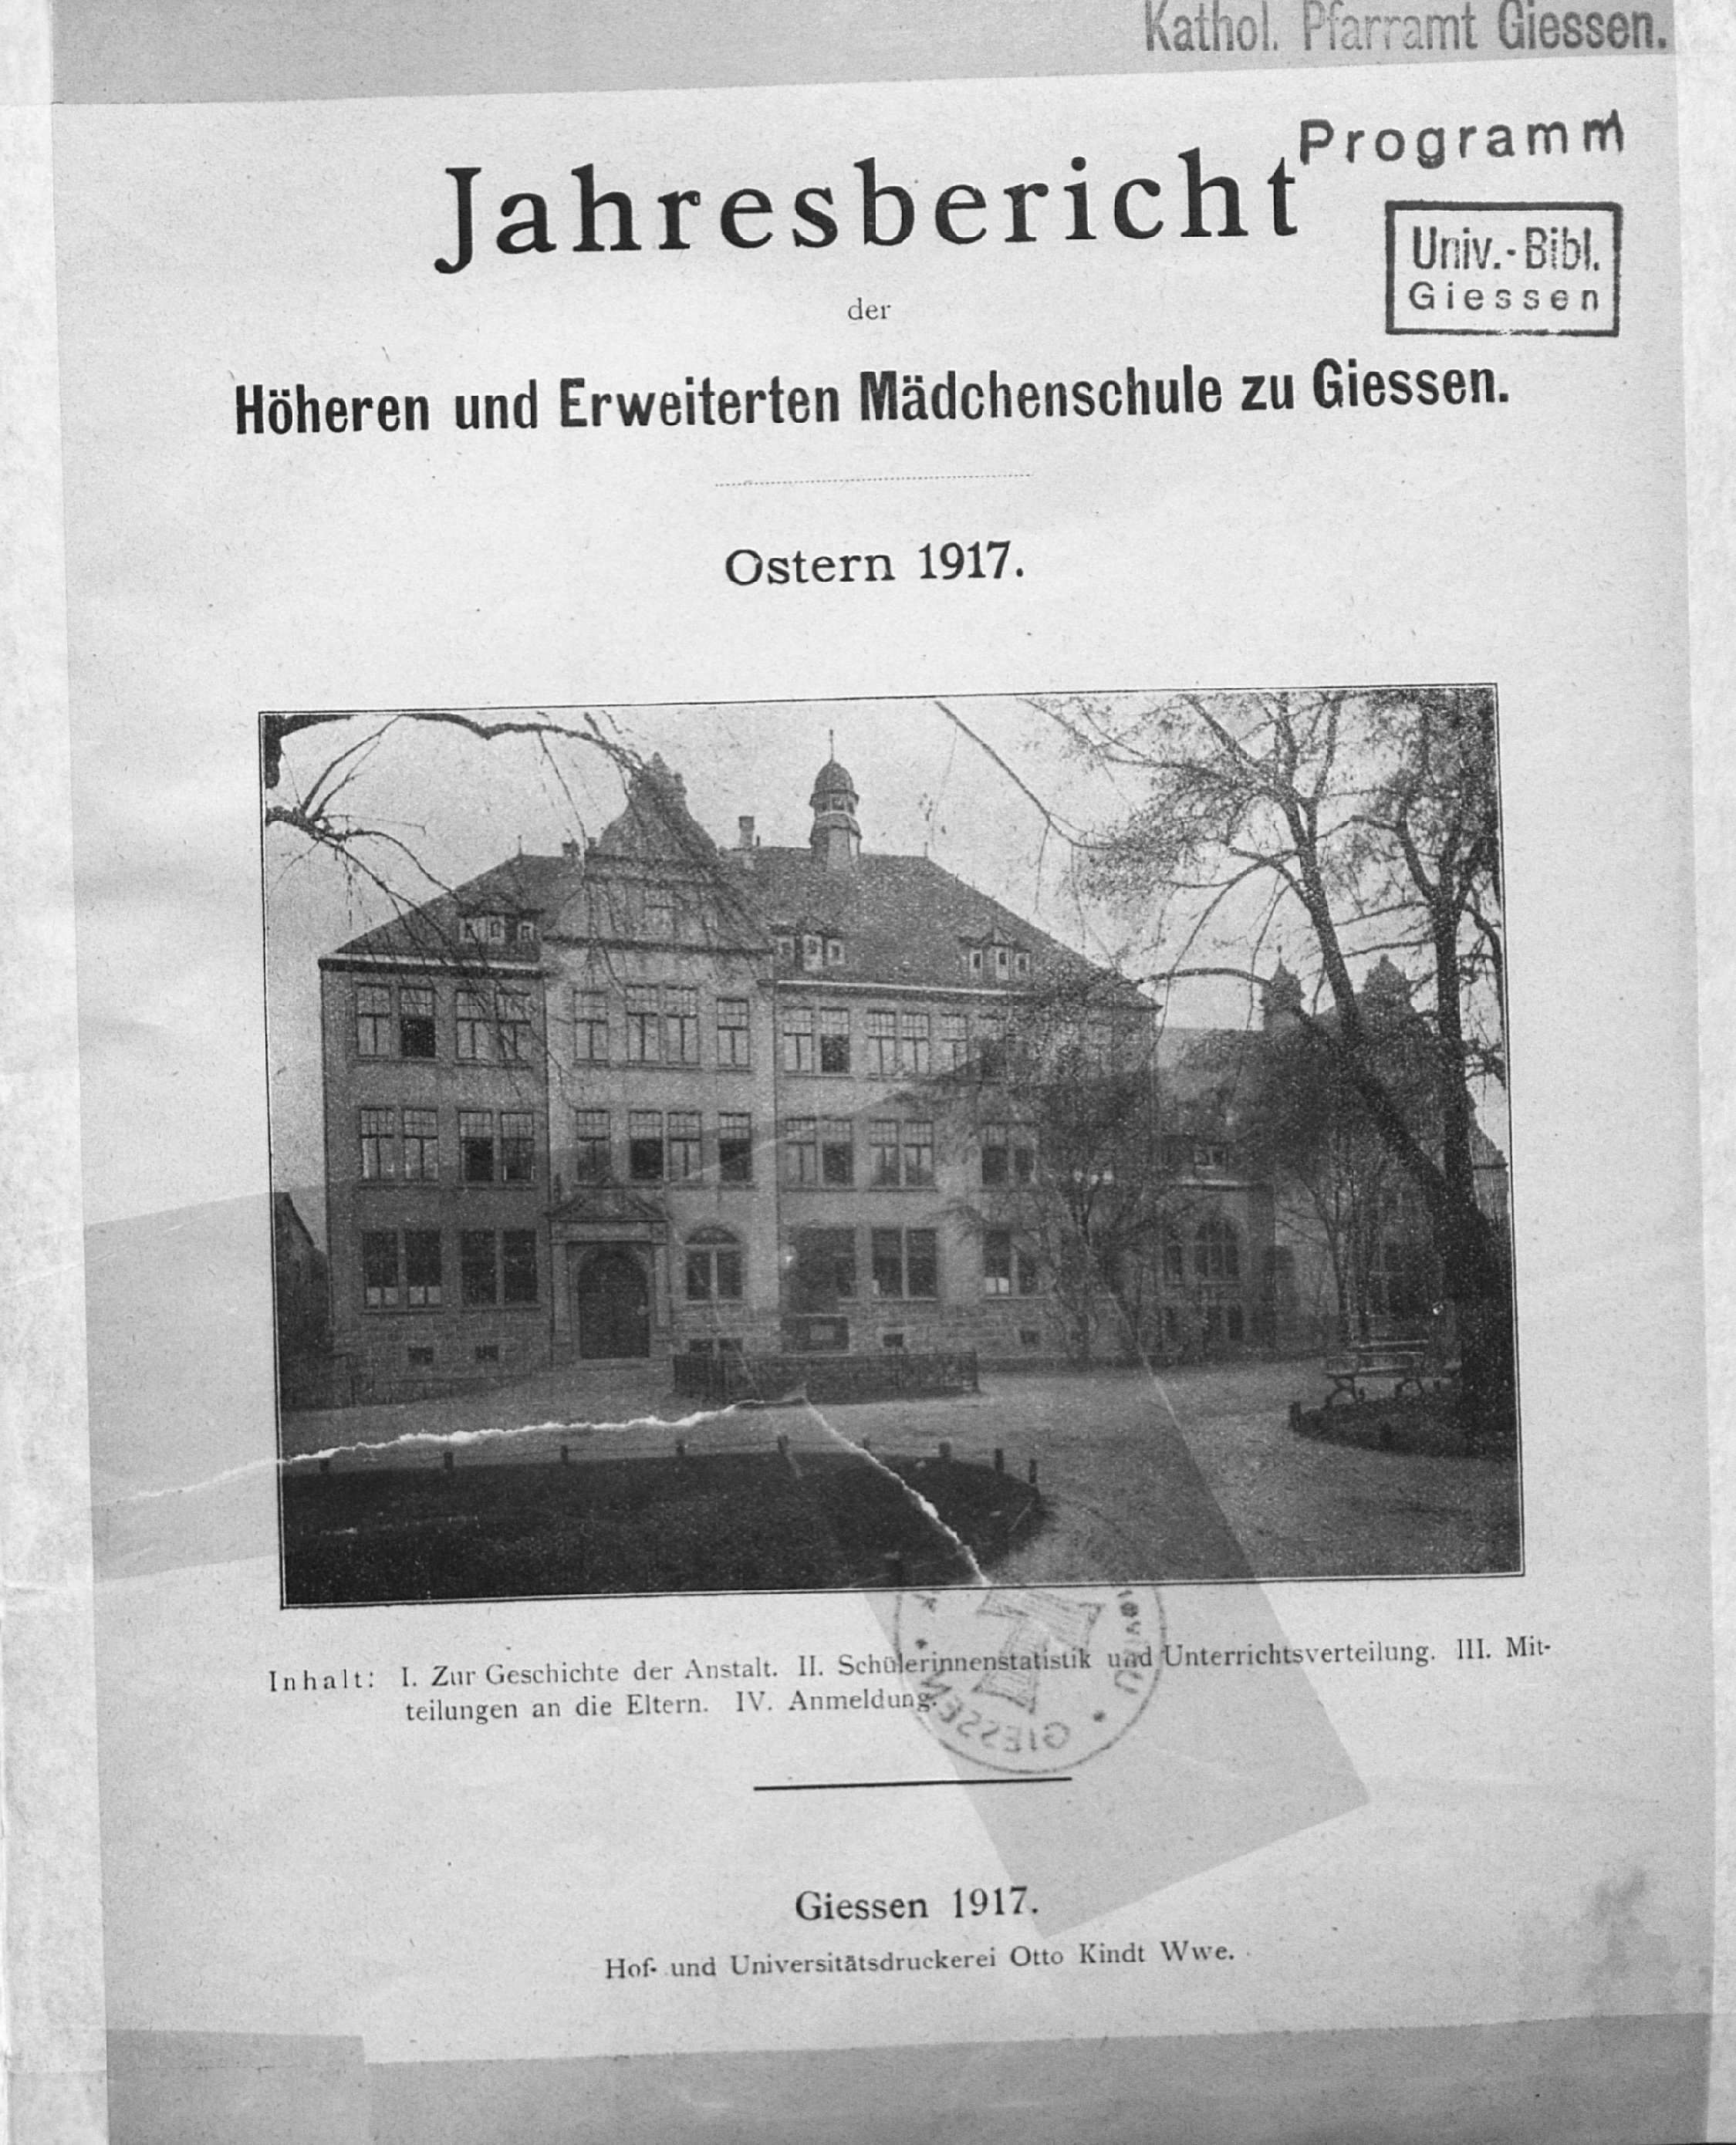 Kathol. Pfarramt Giessen.
Programm
Jahresbericht
Univ.-Bibl.
Giessen
der
Höheren und Erweiterten Mädchenschule zu Giessen.
Ostern 1917.
Inhalt: I. Zur Geschichte der Anstalt. II. Schülerinnenstatistik und Unterrichtsverteilung. III. Mit-
teilungen an die Eltern. IV. Anmeldung.
GIESSEN
Giessen 1917.
Hof- und Universitätsdruckerei Otto Kindt Wwe.